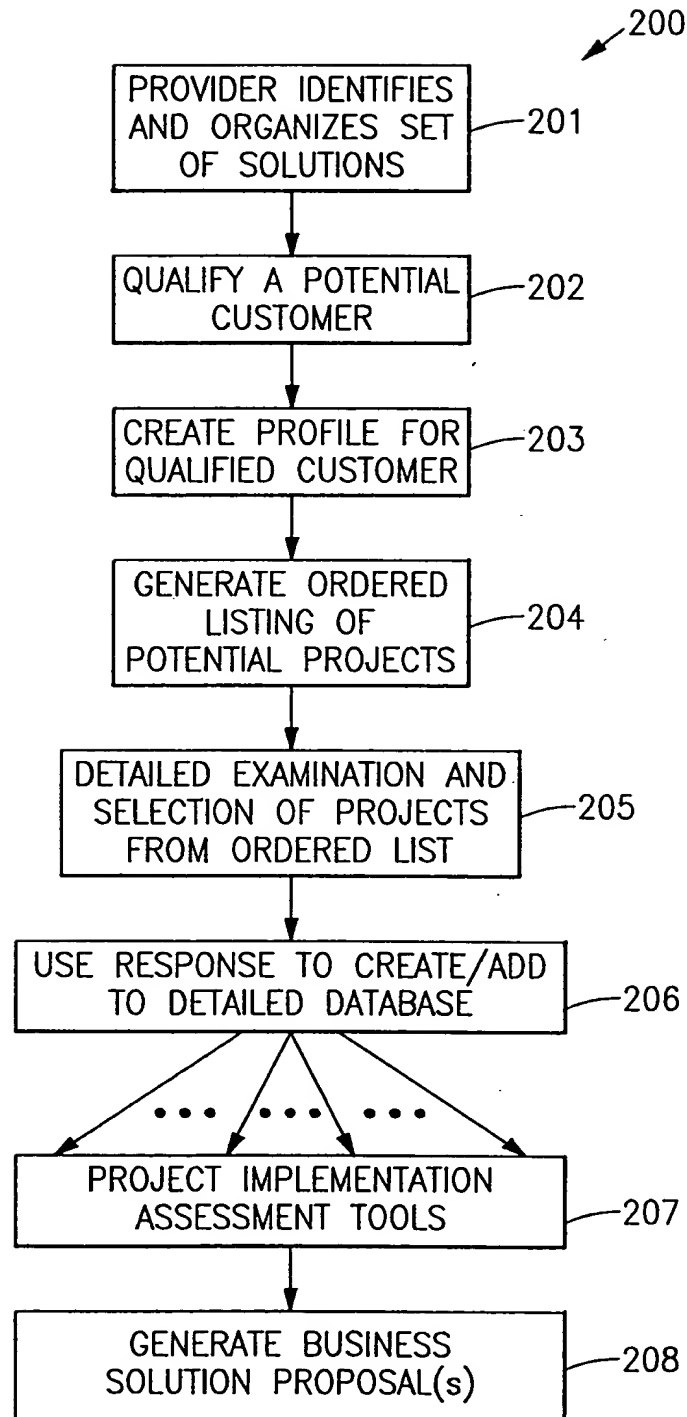 200
PROVIDER IDENTIFIES
AND ORGANIZES SET
OF SOLUTIONS
201
QUALIFY A POTENTIAL
CUSTOMER
202
CREATE PROFILE FOR
QUALIFIED CUSTOMER
203
GENERATE ORDERED
LISTING OF
POTENTIAL PROJECTS
204
DETAILED EXAMINATION AND
SELECTION OF PROJECTS
FROM ORDERED LIST
205
USE RESPONSE TO CREATE/ADD
TO DETAILED DATABASE
206
••• ••• •••
PROJECT IMPLEMENTATION
ASSESSMENT TOOLS
207
GENERATE BUSINESS
SOLUTION PROPOSAL(s)
208